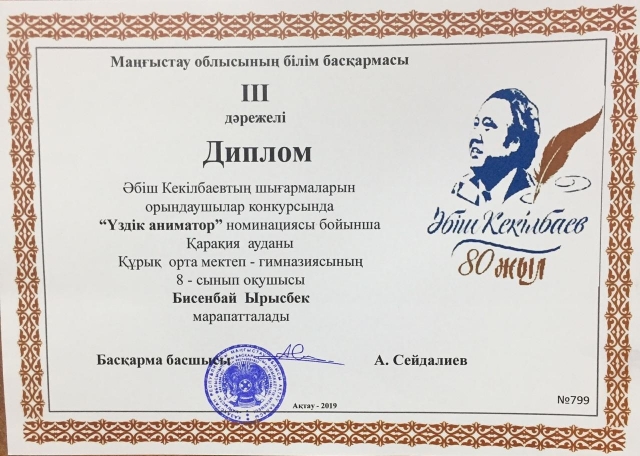 Маңғыстау облысының білім басқармасы
III
дәрежелі
Диплом
Әбіш Кекілбаевтың шығармаларын
орындаушылар конкурсында
“Үздік аниматор” номинациясы бойынша
Қарақия ауданы
Құрық орта мектеп - гимназиясының
8 - сынып оқушысы
Бисенбай Ырысбек
марапатталады
Әбіш Кекілбаев
80 жыл
Басқарма басшысы
А. Сейдалиев
Ақтау - 2019
№799